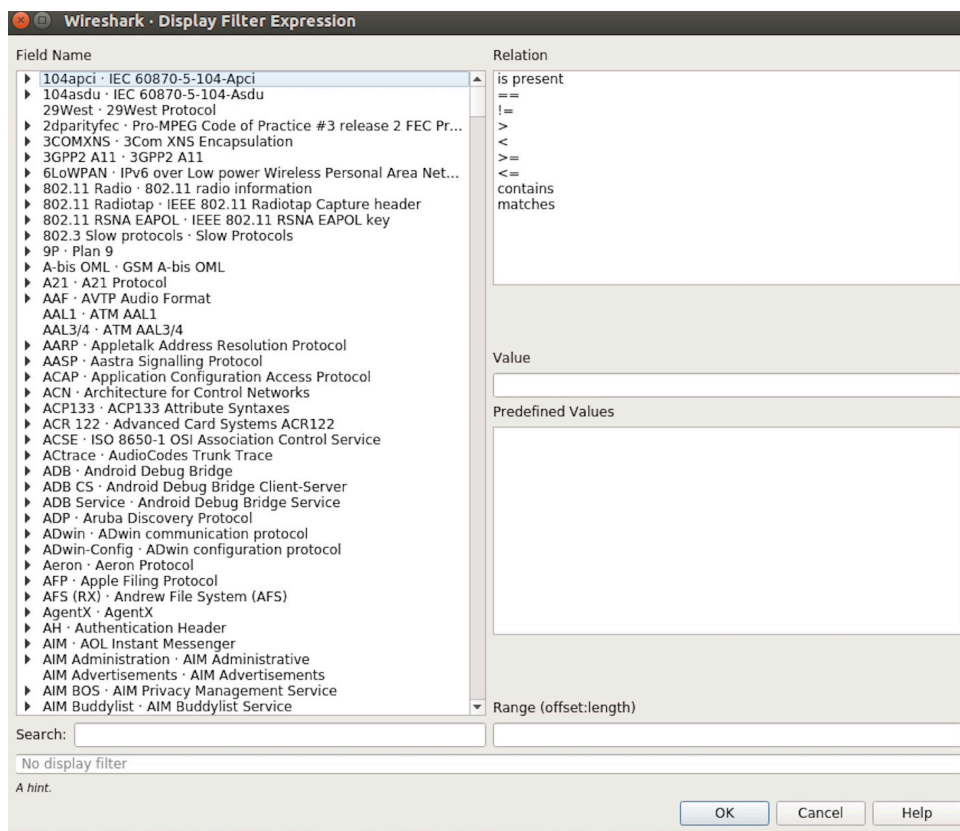 Wireshark · Display Filter Expression
Field Name
104apci · IEC 60870-5-104-Apci
104asdu · IEC 60870-5-104-Asdu
29West · 29West Protocol
2dparityfec · Pro-MPEG Code of Practice #3 release 2 FEC Pr...
3COMXNS · 3Com XNS Encapsulation
3GPP2 A11 · 3GPP2 A11
6LoWPAN · IPv6 over Low power Wireless Personal Area Net...
802.11 Radio · 802.11 radio information
802.11 Radiotap · IEEE 802.11 Radiotap Capture header
802.11 RSNA EAPOL · IEEE 802.11 RSNA EAPOL key
802.3 Slow protocols · Slow Protocols
9P · Plan 9
A-bis OML · GSM A-bis OML
A21 · A21 Protocol
AAF · AVTP Audio Format
AAL1 · ATM AAL1
AAL3/4 · ATM AAL3/4
AARP · Appletalk Address Resolution Protocol
AASP · Aastra Signalling Protocol
ACAP · Application Configuration Access Protocol
ACN · Architecture for Control Networks
ACP133 · ACP133 Attribute Syntaxes
ACR 122 · Advanced Card Systems ACR122
ACSE · ISO 8650-1 OSI Association Control Service
ACtrace · AudioCodes Trunk Trace
ADB · Android Debug Bridge
ADB CS · Android Debug Bridge Client-Server
ADB Service · Android Debug Bridge Service
ADP · Aruba Discovery Protocol
ADwin · ADwin communication protocol
ADwin-Config · ADwin configuration protocol
Aeron · Aeron Protocol
AFP · Apple Filing Protocol
AFS (RX) · Andrew File System (AFS)
AgentX · AgentX
AH · Authentication Header
AIM · AOL Instant Messenger
AIM Administration · AIM Administrative
AIM Advertisements · AIM Advertisements
AIM BOS · AIM Privacy Management Service
AIM Buddylist · AIM Buddylist Service
Search:
Relation
is present
==
!=
>
<
>=
<=
contains
matches
Value
Predefined Values
Range (offset:length)
No display filter
A hint.
OK
Cancel
Help